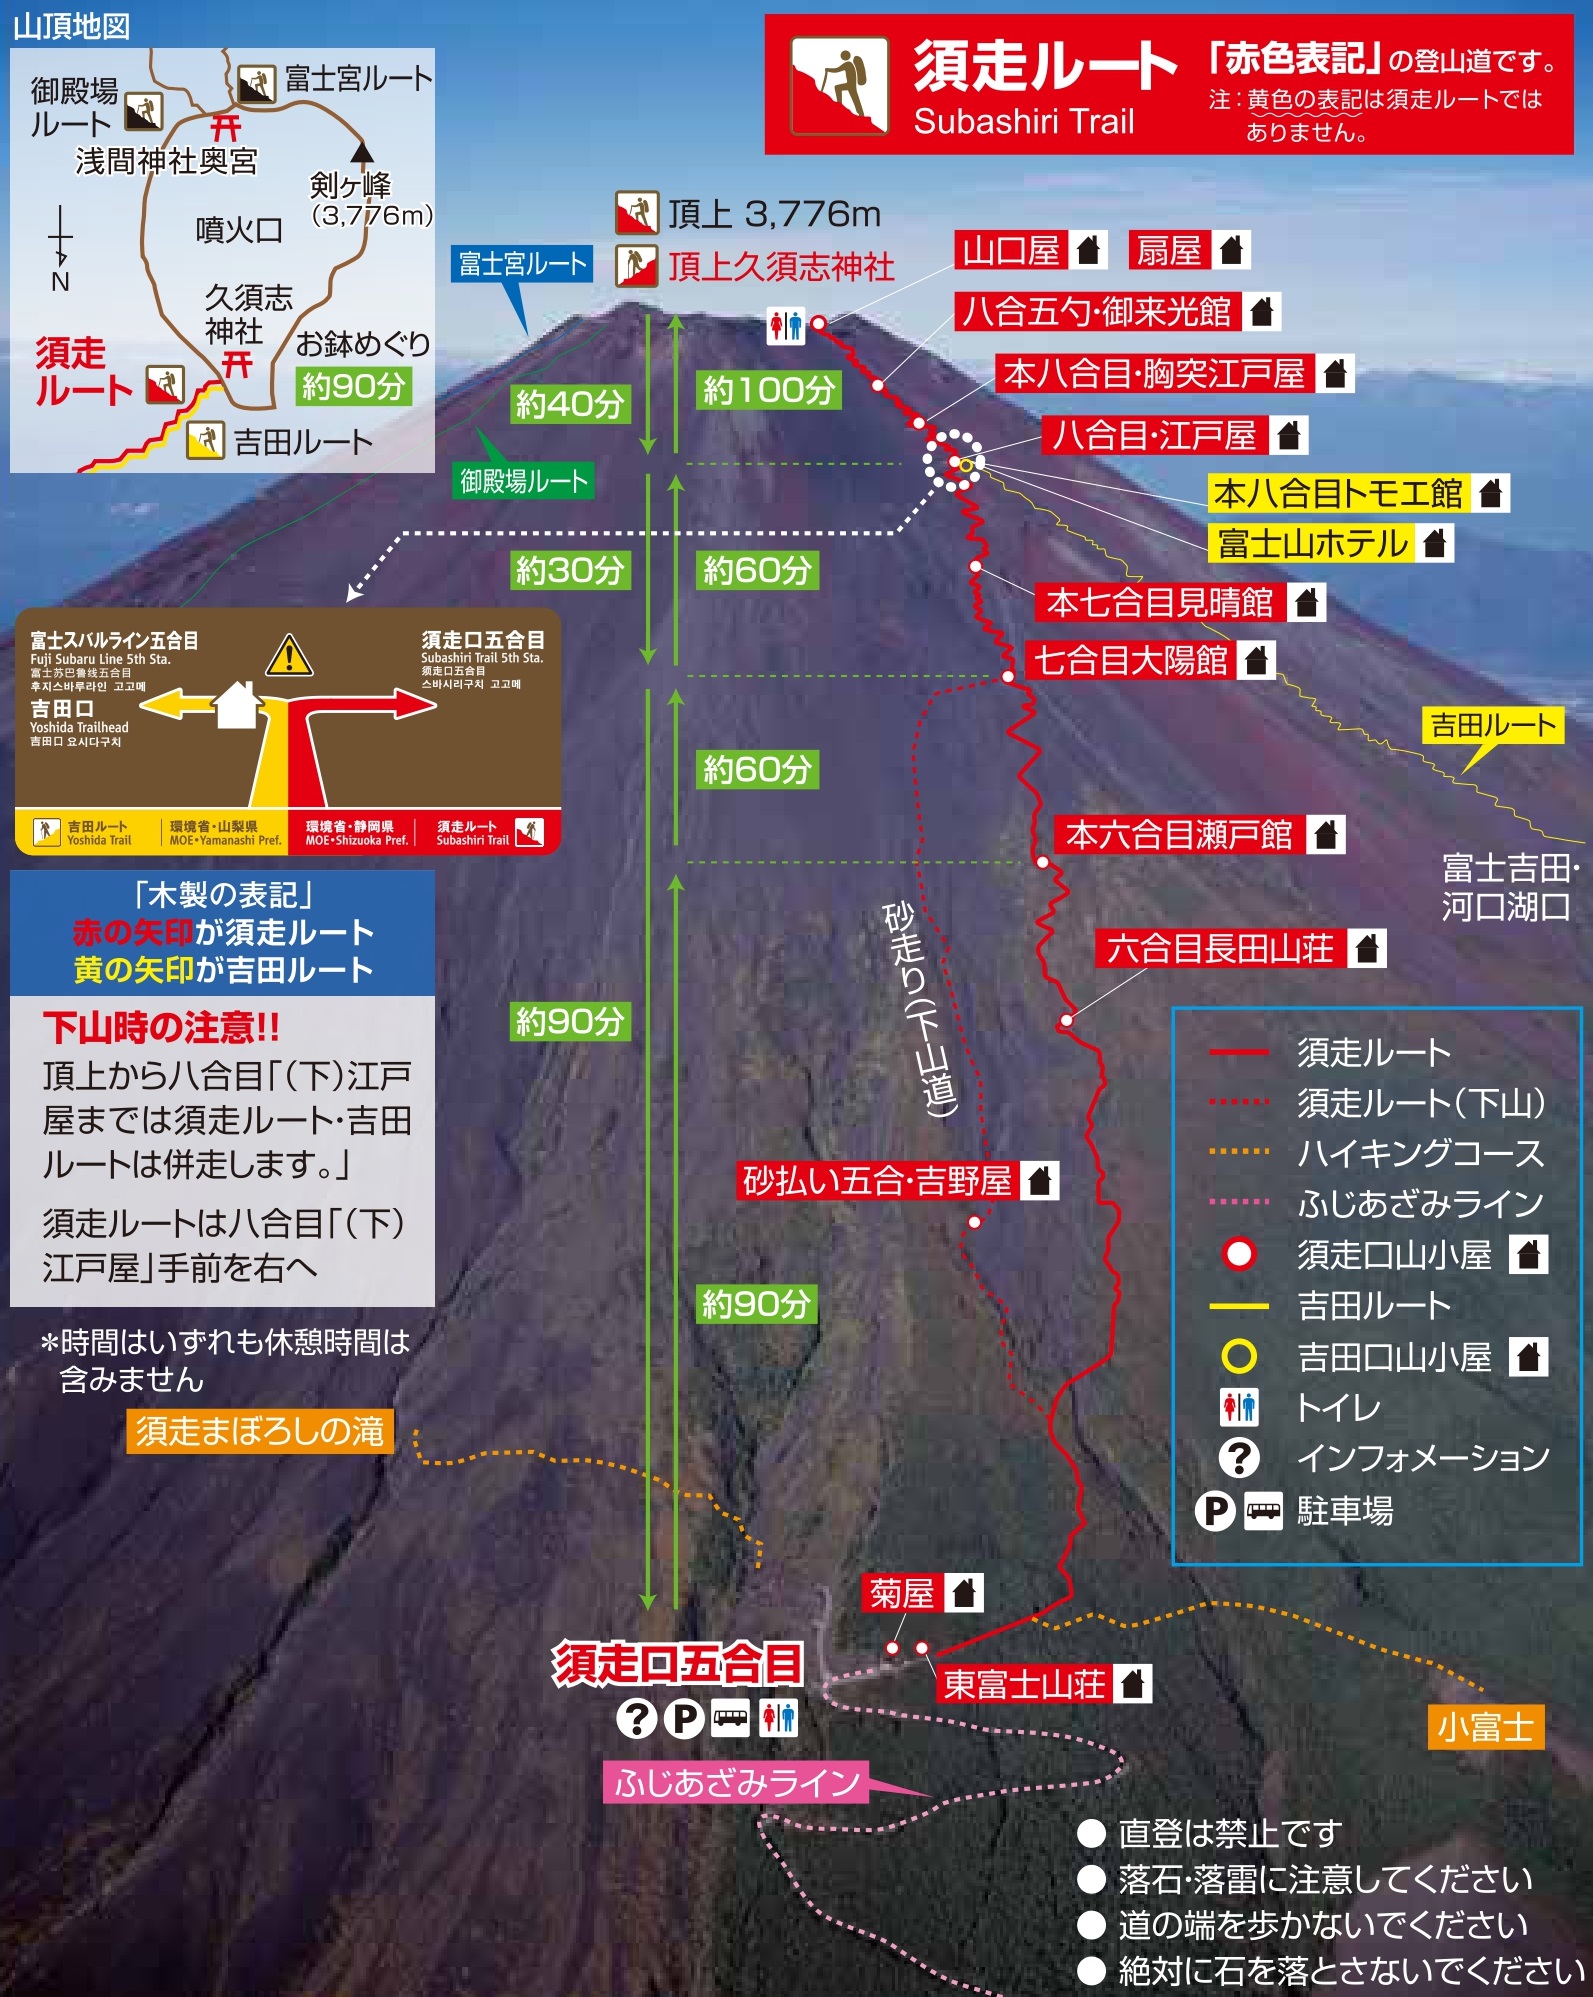 山頂地図
御殿場
ルート
富士宮ルート
浅間神社奥宮
剣ヶ峰
(3,776m)
噴火口
N
久須志
神社
須走
ルート
お鉢めぐり
約90分
吉田ルート
須走ルート
Subashiri Trail
「赤色表記」の登山道です。
注:黄色の表記は須走ルートでは
ありません。
頂上 3,776m
頂上久須志神社
富士宮ルート
御殿場ルート
山口屋
扇屋
八合五勺・御来光館
本八合目・胸突江戸屋
八合目・江戸屋
本八合目トモエ館
富士山ホテル
本七合目見晴館
七合目大陽館
吉田ルート
本六合目瀬戸館
富士吉田・
河口湖口
六合目長田山荘
約40分
約100分
約30分
約60分
約60分
約90分
約90分
砂走り(下山道)
砂払い五合・吉野屋
富士スバルライン五合目
Fuji Subaru Line 5th Sta.
富士苏巴鲁线五合目
후지스바루라인 고고메
吉田口
Yoshida Trailhead
吉田口 요시다구치
須走口五合目
Subashiri Trail 5th Sta.
须走口五合目
스바시리구치 고고메
吉田ルート
Yoshida Trail
環境省・山梨県
MOE・Yamanashi Pref.
環境省・静岡県
MOE・Shizuoka Pref.
須走ルート
Subashiri Trail
「木製の表記」
赤の矢印が須走ルート
黄の矢印が吉田ルート
下山時の注意!!
頂上から八合目「(下)江戸
屋までは須走ルート・吉田
ルートは併走します。」
須走ルートは八合目「(下)
江戸屋」手前を右へ
*時間はいずれも休憩時間は
含みません
須走まぼろしの滝
須走ルート
須走ルート(下山)
ハイキングコース
ふじあざみライン
須走口山小屋
吉田ルート
吉田口山小屋
トイレ
? インフォメーション
P 駐車場
菊屋
東富士山荘
須走口五合目
? P
小富士
ふじあざみライン
● 直登は禁止です
● 落石・落雷に注意してください
● 道の端を歩かないでください
● 絶対に石を落とさないでください